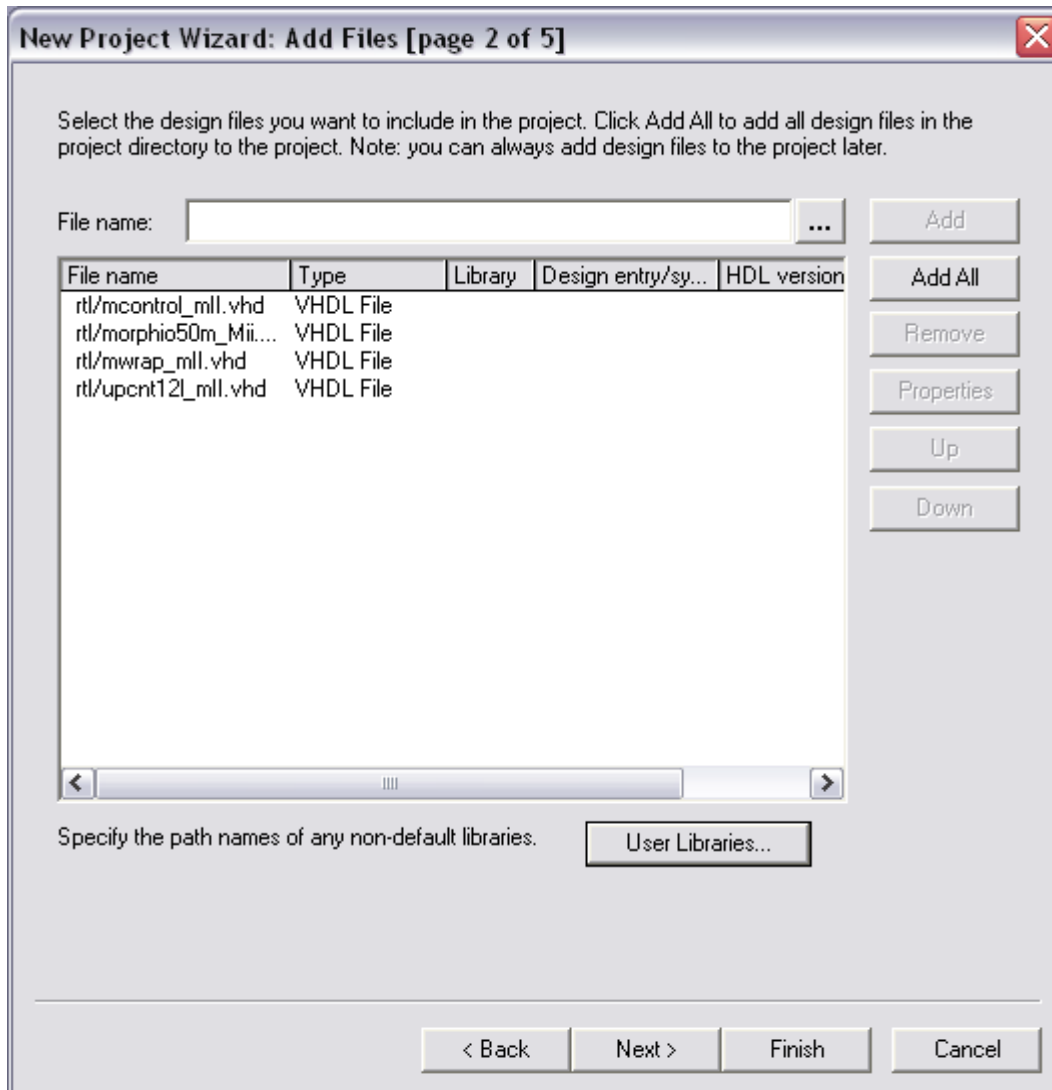 New Project Wizard: Add Files [page 2 of 5]
Select the design files you want to include in the project. Click Add All to add all design files in the
project directory to the project. Note: you can always add design files to the project later.
File name: ... Add
File name Type Library Design entry/sy... HDL version Add All
rtl/mcontrol_mII.vhd VHDL File
rtl/morphio50m_Mii.... VHDL File Remove
rtl/mwrap_mII.vhd VHDL File
rtl/upcnt12l_mII.vhd VHDL File Properties
Up
Down
Specify the path names of any non-default libraries. User Libraries...
< Back Next > Finish Cancel